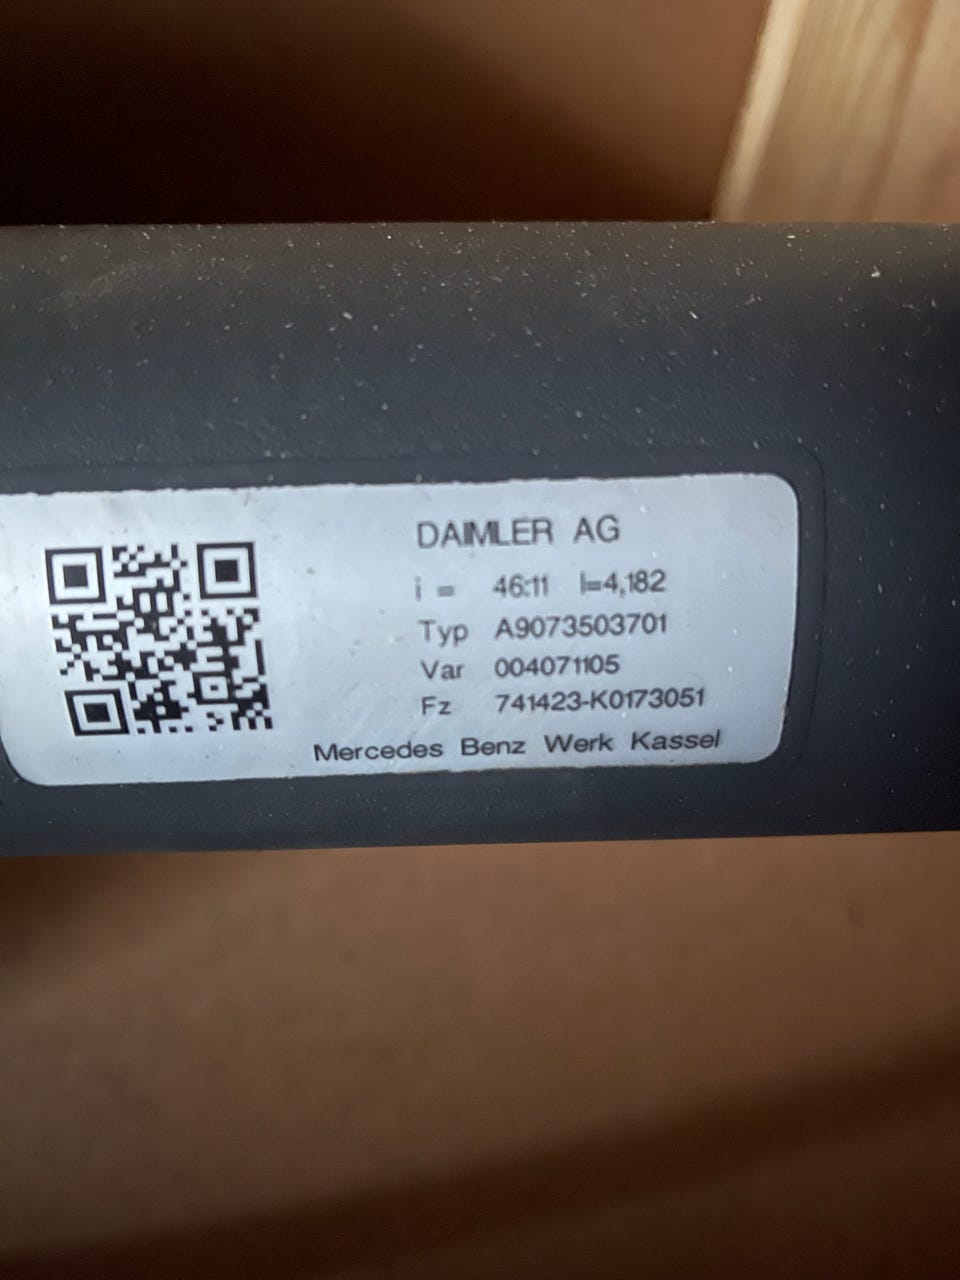 DAIMLER AG
i = 46:11 i=4,182
Typ A9073503701
Var 004071105
Fz 741423-K0173051
Mercedes Benz Werk Kassel